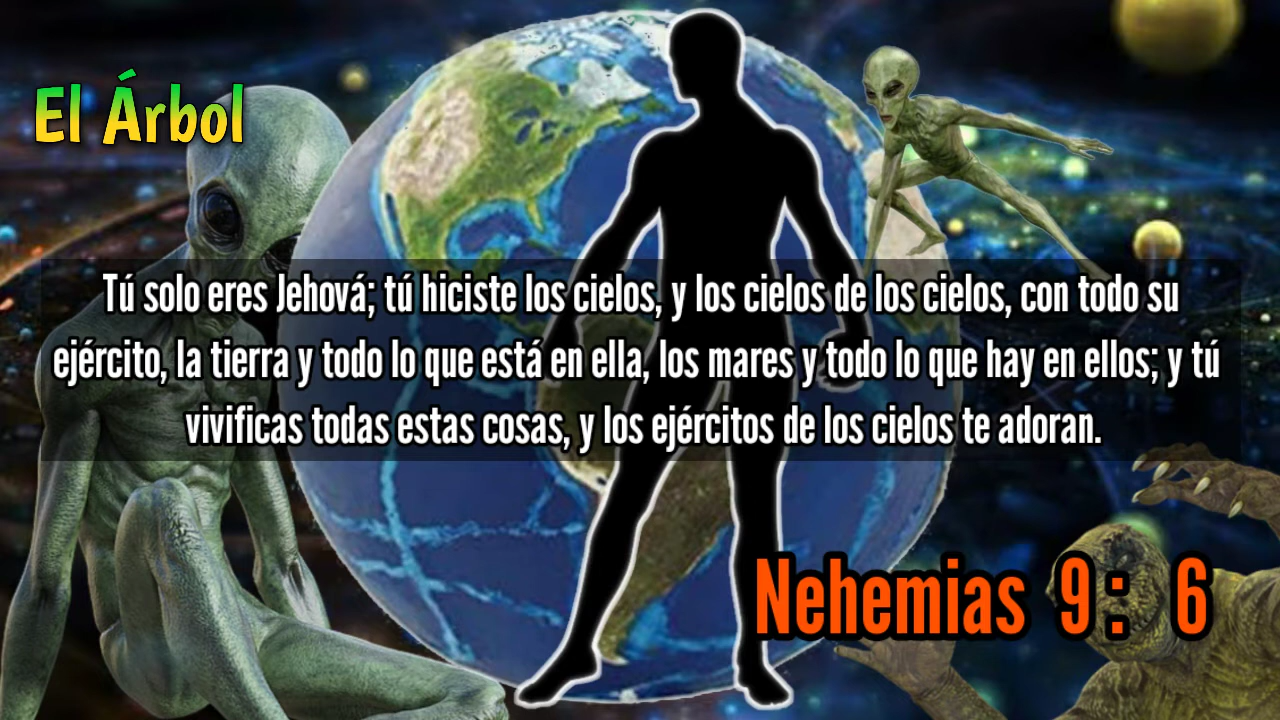 El Árbol
Tú solo eres Jehová; tú hiciste los cielos, y los cielos de los cielos, con todo su
ejército, la tierra y todo lo que está en ella, los mares y todo lo que hay en ellos; y tú
vivificas todas estas cosas, y los ejércitos de los cielos te adoran.
Nehemias 9: 6